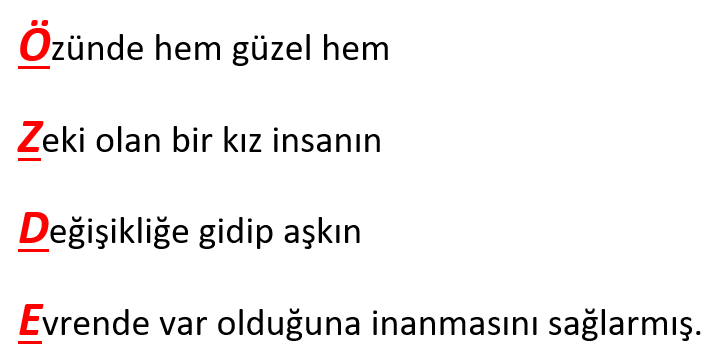 Özünde hem güzel hem
Zeki olan bir kız insanın
Değişikliğe gidip aşkın
Evrende var olduğuna inanmasını sağlarmış.